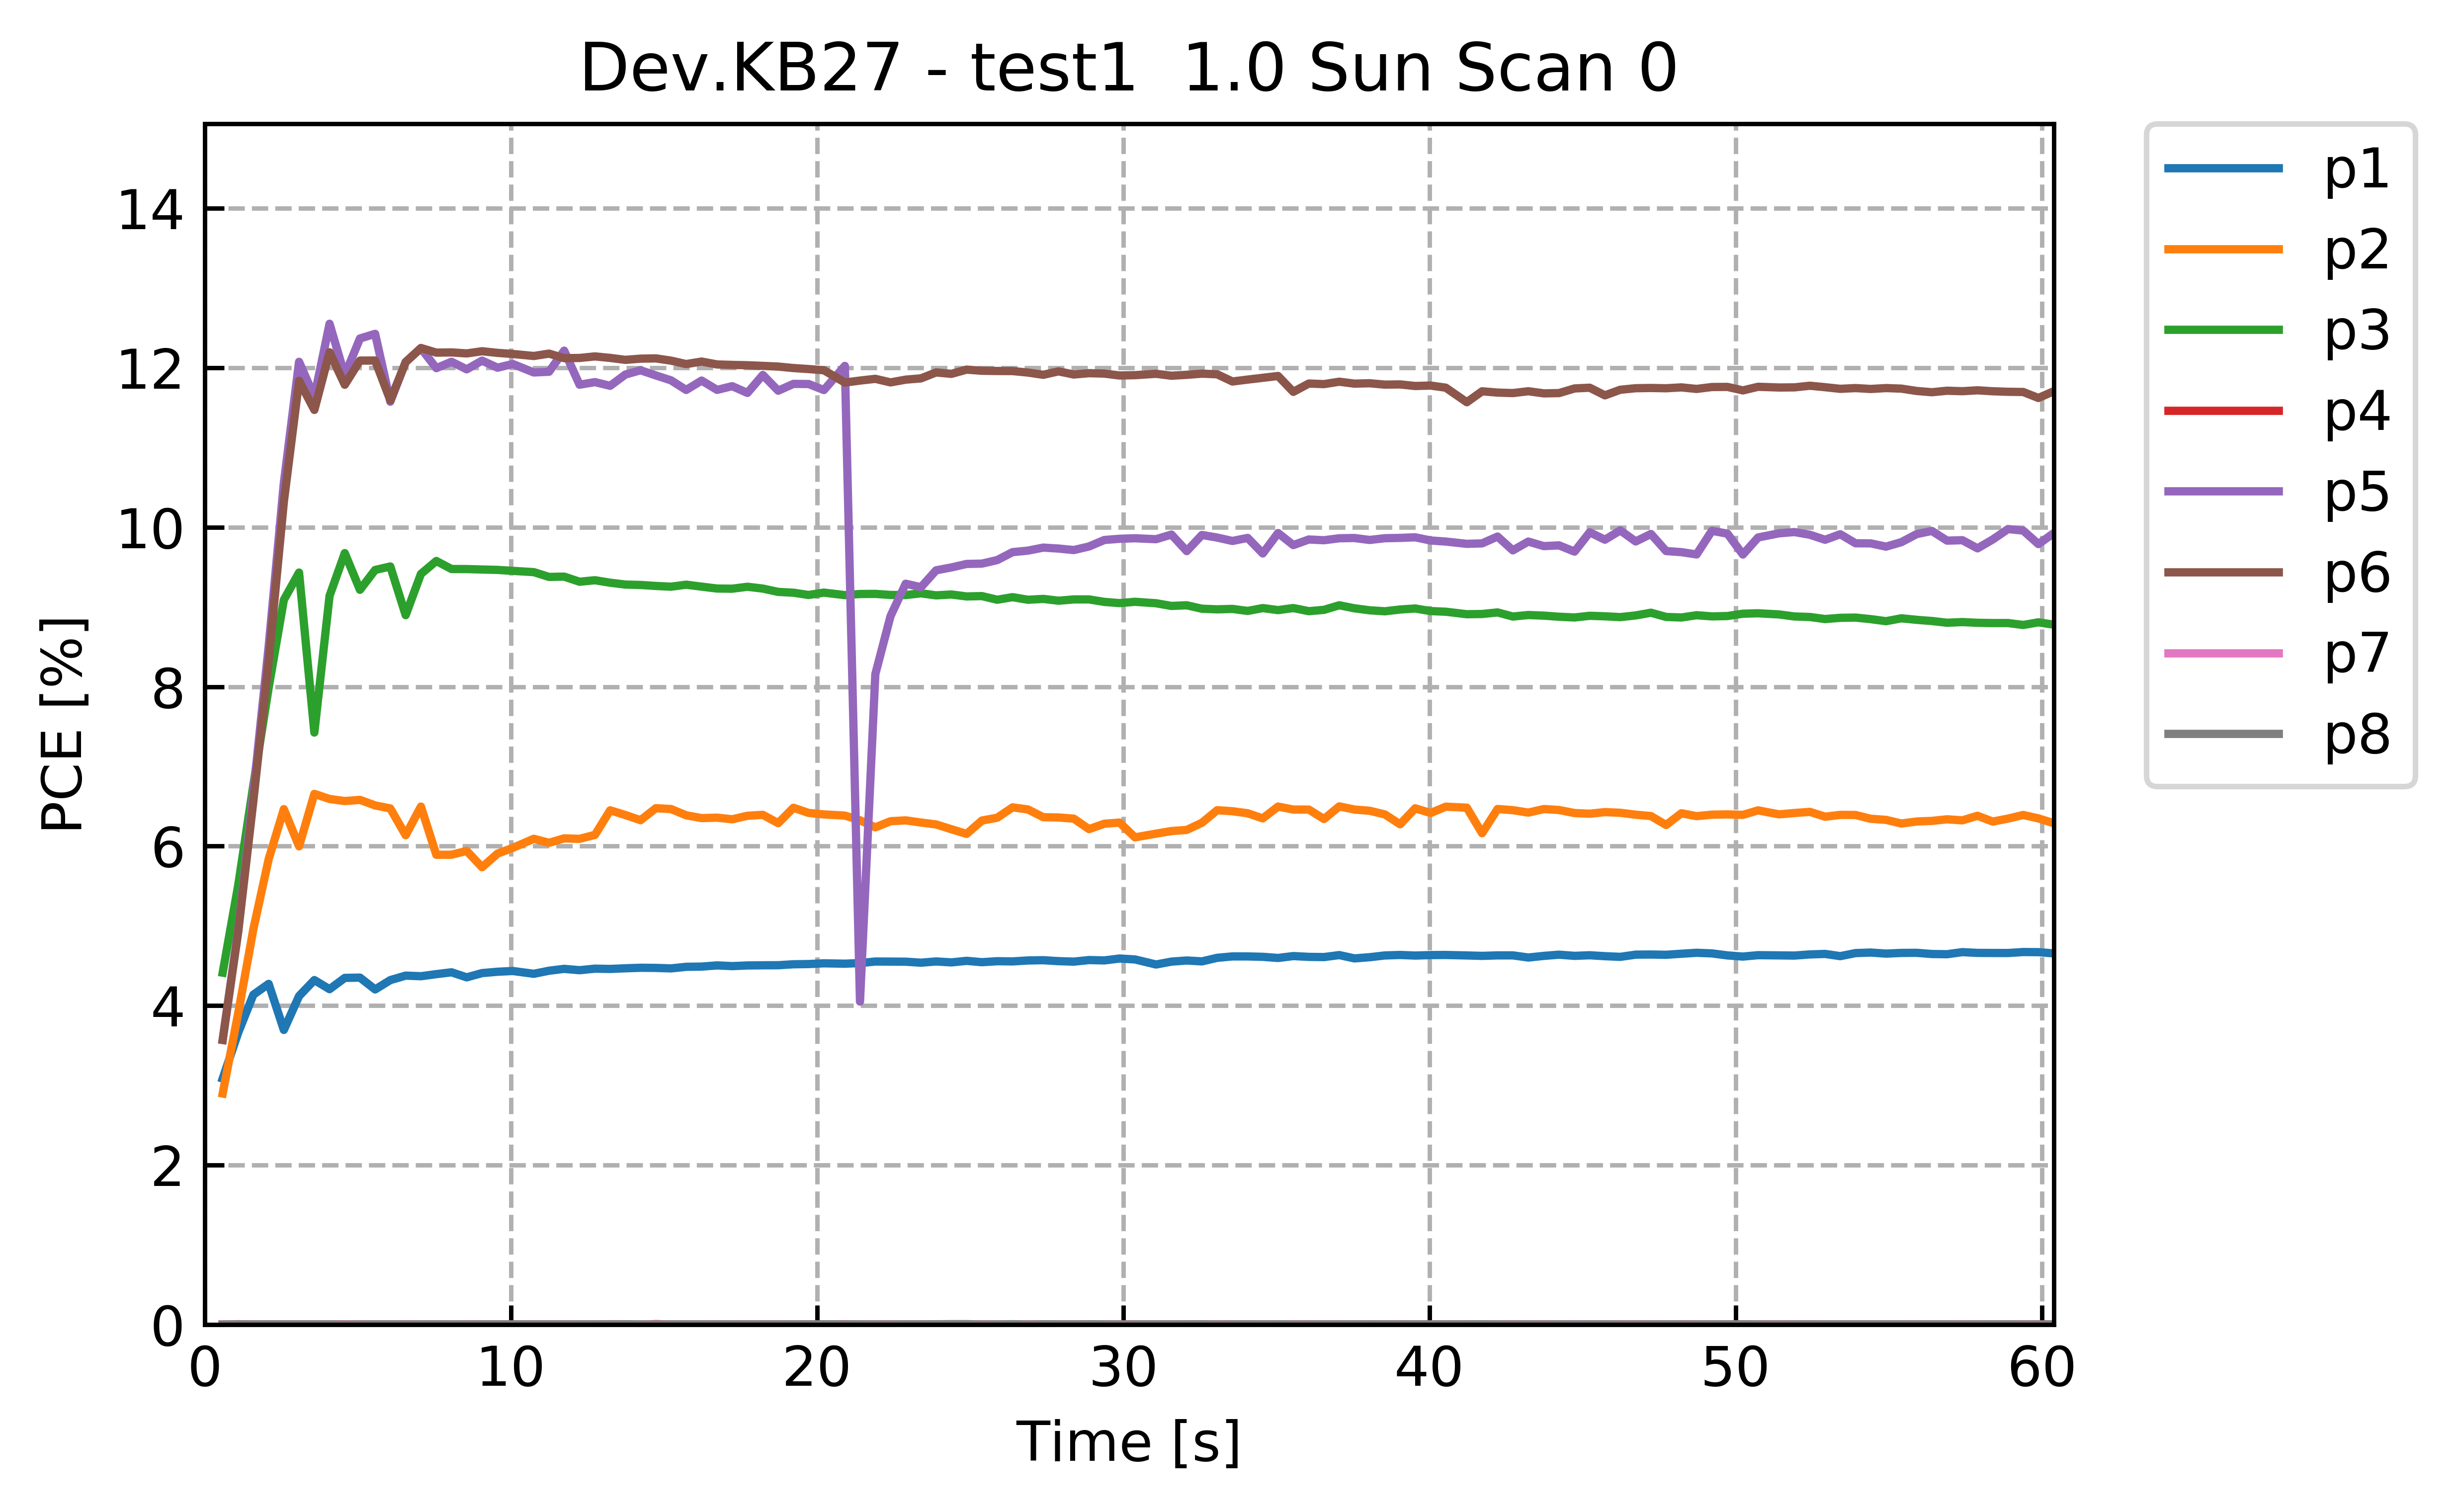 Dev.KB27 - test1  1.0 Sun Scan 0
PCE [%]
14
12
10
8
6
4
2
0
0 10 20 30 40 50 60
Time [s]
p1
p2
p3
p4
p5
p6
p7
p8